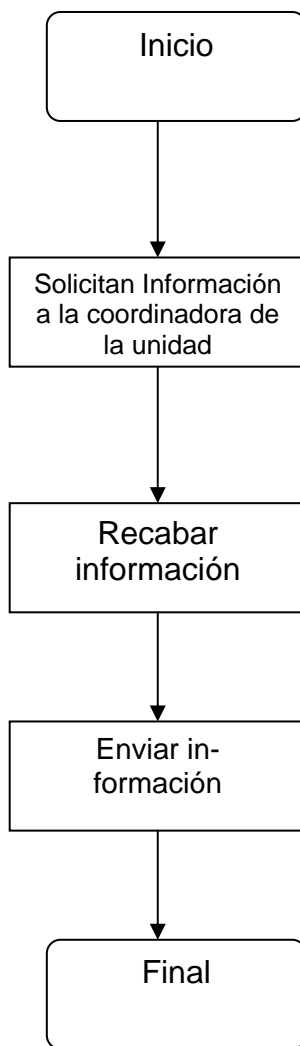 Inicio
Solicitan Información
a la coordinadora de
la unidad
Recabar
información
Enviar in-
formación
Final